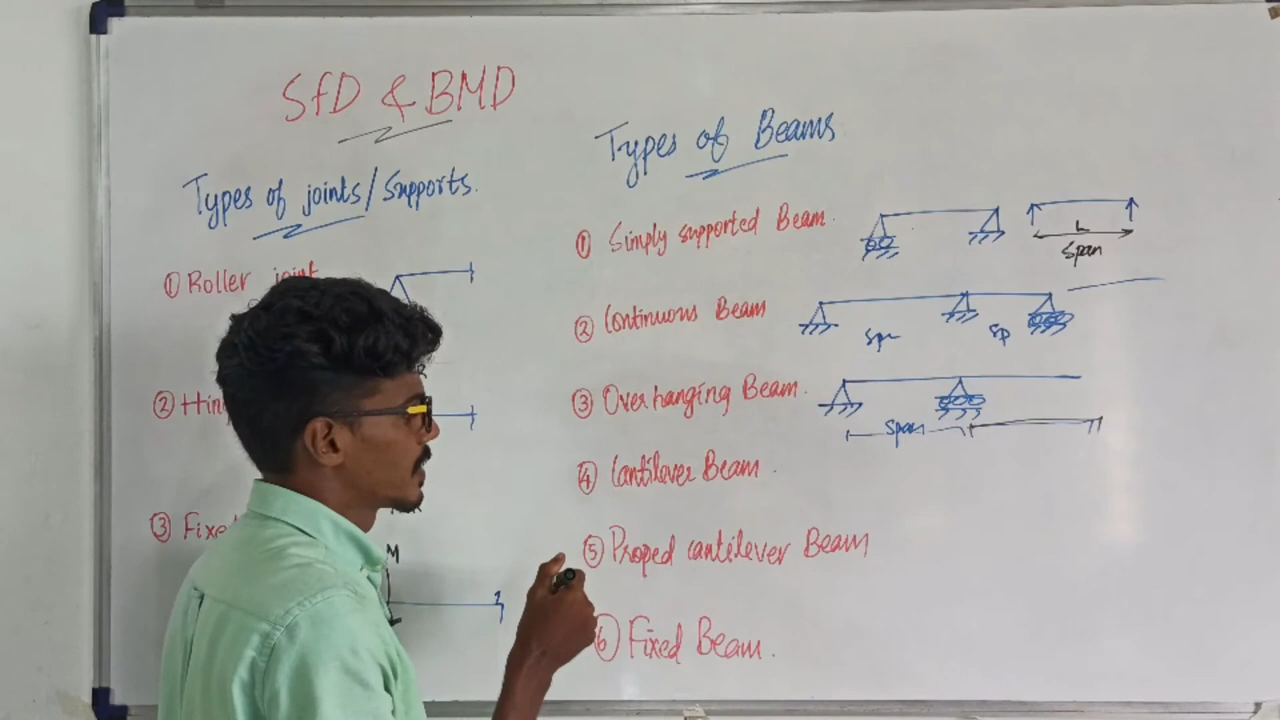 SfD & BMD
Types of joints/Supports.
① Roller joint
② Hin
③ Fixe
M
Types of Beams
① Simply supported Beam.
L
Span
② Continuous Beam
Spn
Sp
③ Over hanging Beam.
Span
④ Cantilever Beam.
⑤ Proped cantilever Beam
⑥ Fixed Beam.